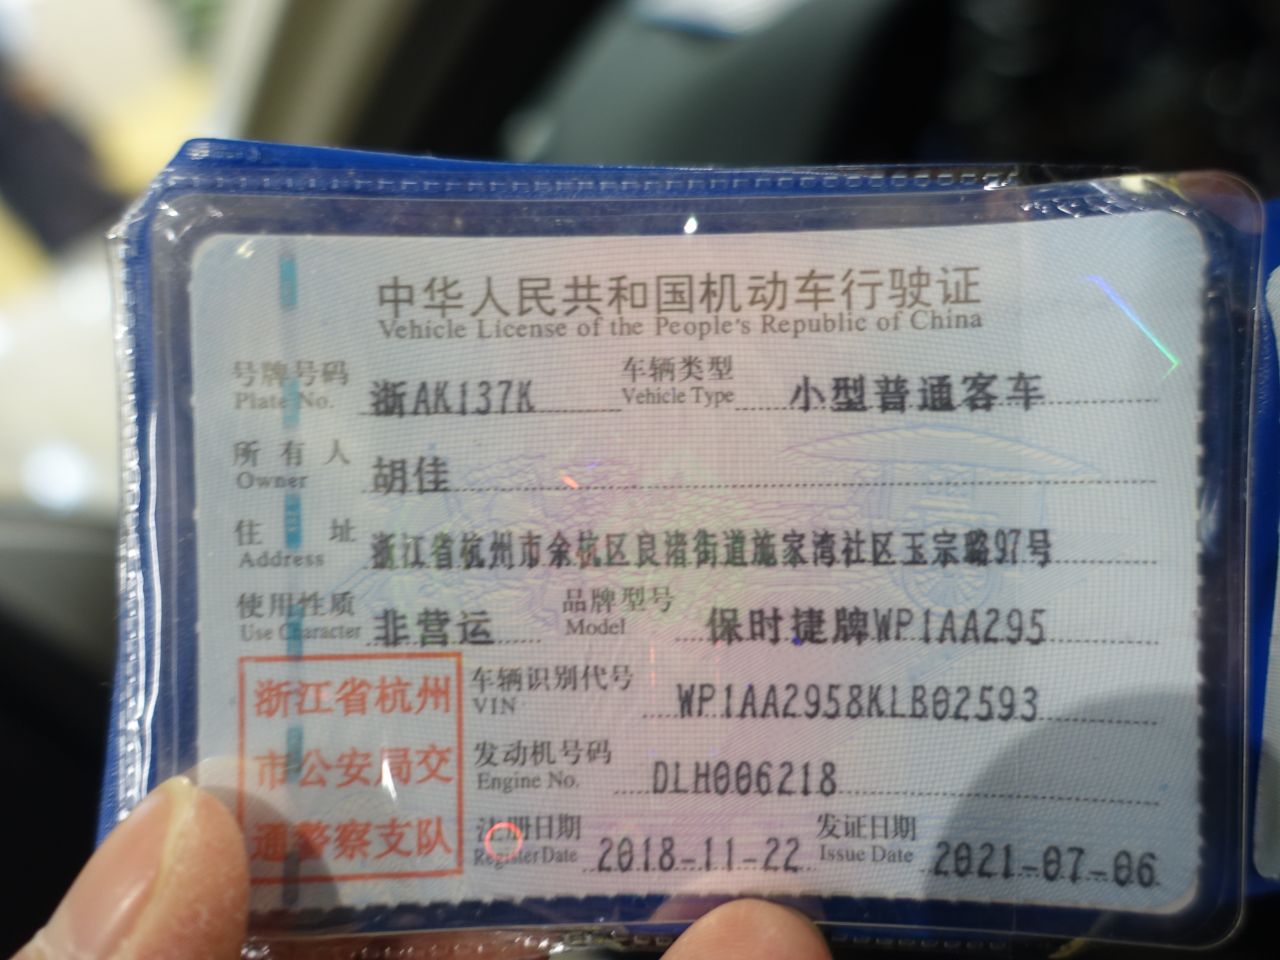 中华人民共和国机动车行驶证
Vehicle License of the People's Republic of China
号牌号码 浙AK137K 车辆类型 小型普通客车
Plate No. Vehicle Type
所有人 胡佳
Owner
住址 浙江省杭州市余杭区良渚街道施家湾社区玉宗璐97号
Address
使用性质 非营运 品牌型号 保时捷牌WP1AA295
Use Character Model
车辆识别代号 WP1AA2958KLB02593
VIN
发动机号码 DLH006218
Engine No.
注册日期 2018-11-22 发证日期 2021-07-06
Register Date Issue Date
浙江省杭州
市公安局交
通警察支队